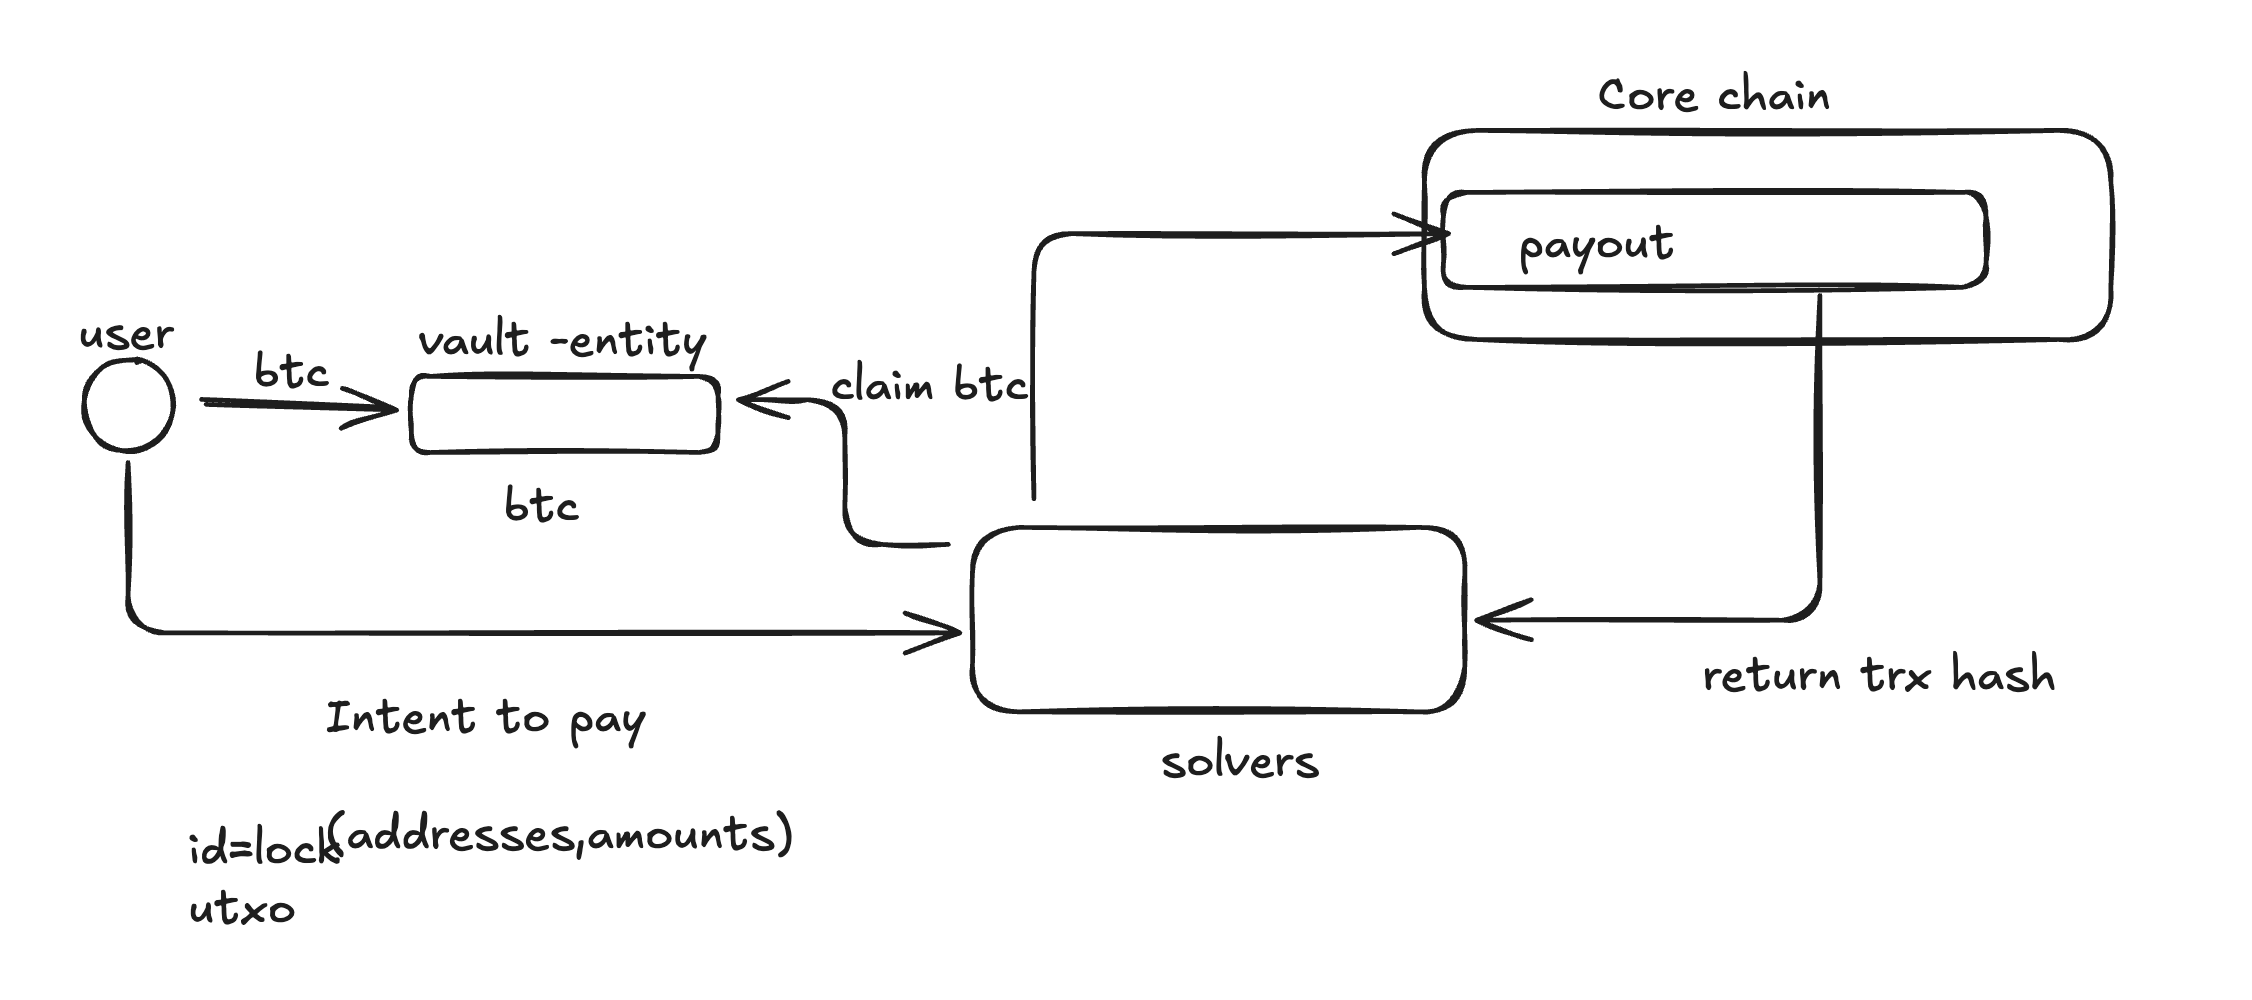 Core chain
payout
user
btc
vault -entity
claim btc
btc
return trx hash
Intent to pay
solvers
id=lock(addresses,amounts)
utxo